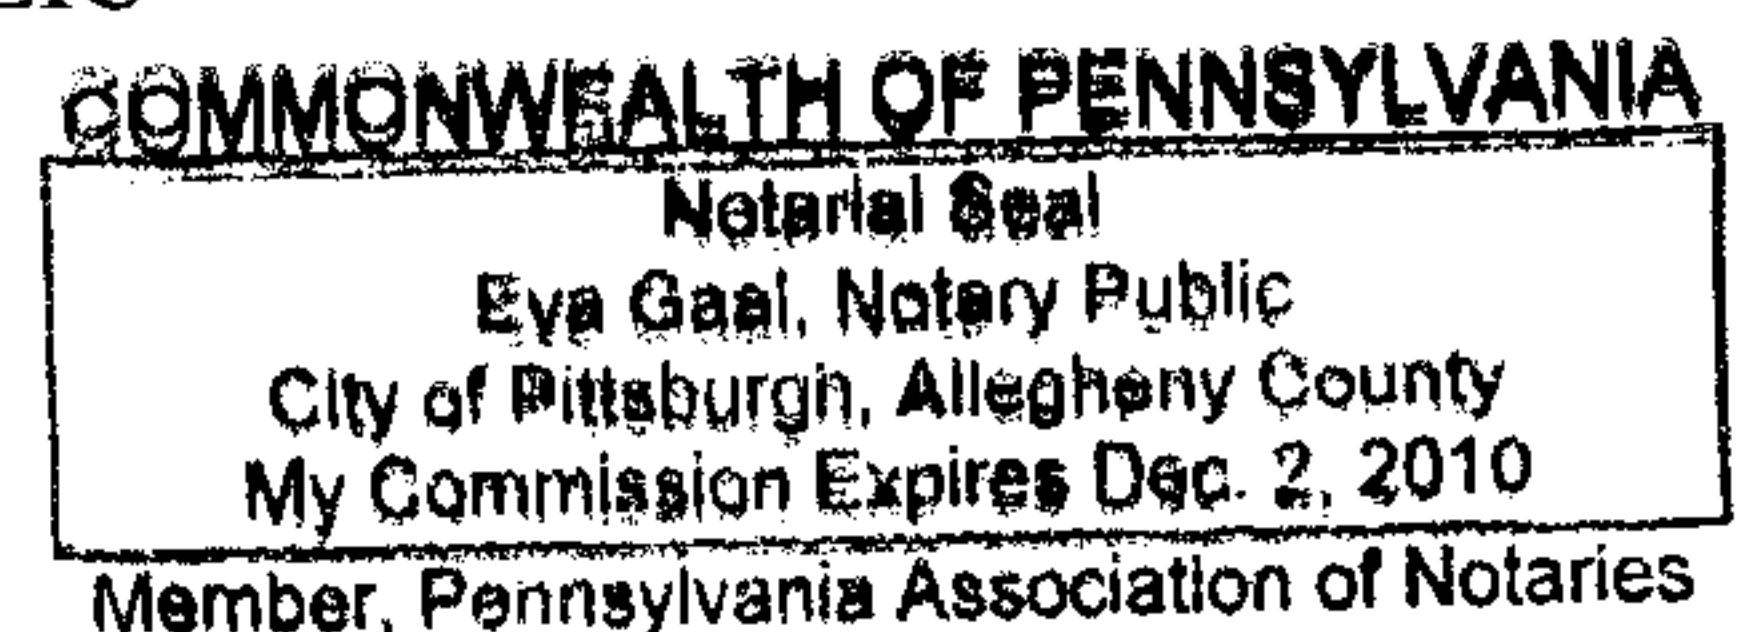 COMMONWEALTH OF PENNSYLVANIA
Notarial Seal
Eva Gaal, Notary Public
City of Pittsburgh, Allegheny County
My Commission Expires Dec. 2, 2010
Member, Pennsylvania Association of Notaries